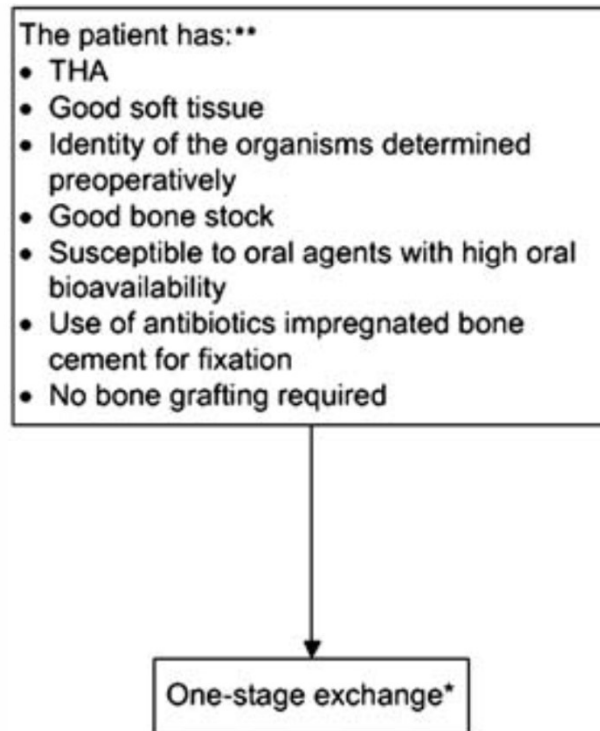 The patient has:**
• THA
• Good soft tissue
• Identity of the organisms determined
preoperatively
• Good bone stock
• Susceptible to oral agents with high oral
bioavailability
• Use of antibiotics impregnated bone
cement for fixation
• No bone grafting required
One-stage exchange*